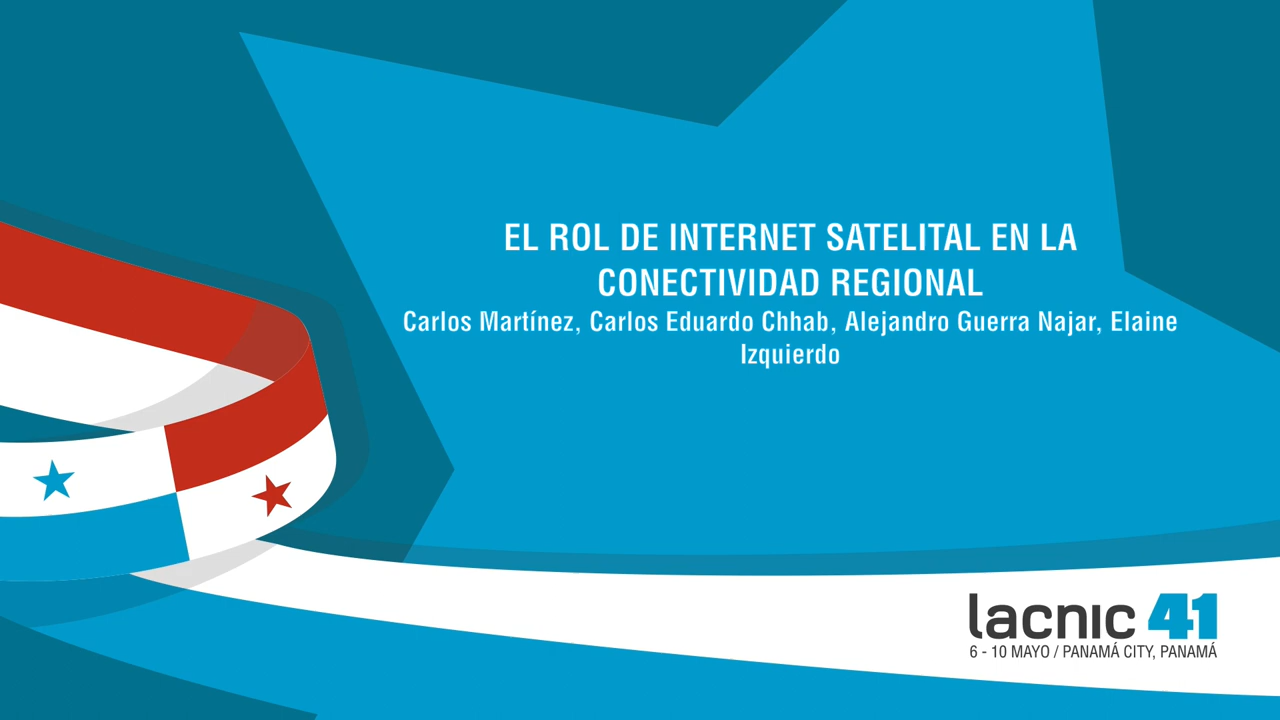 EL ROL DE INTERNET SATELITAL EN LA
CONECTIVIDAD REGIONAL
Carlos Martínez, Carlos Eduardo Chhab, Alejandro Guerra Najar, Elaine
Izquierdo
lacnic 41
6 - 10 MAYO / PANAMÁ CITY, PANAMÁ